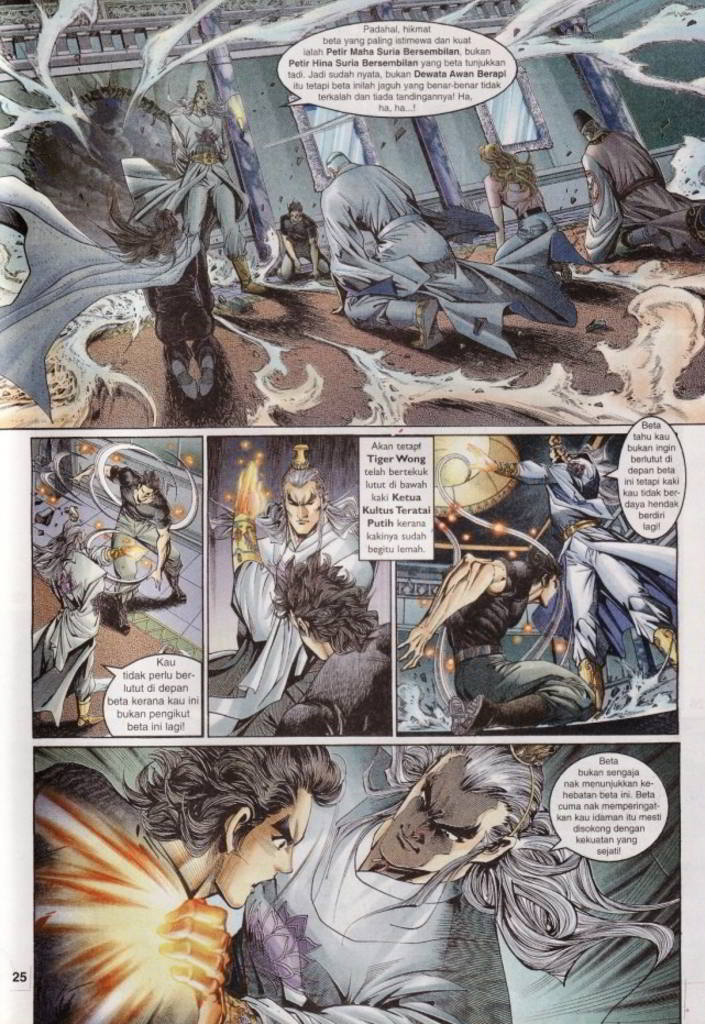 Padahal, hikmat
beta yang paling istimewa dan kuat
ialah Petir Maha Suria Bersembilan, bukan
Petir Hina Suria Bersembilan yang beta tunjukkan
tadi. Jadi sudah nyata, bukan Dewata Awan Berapi
itu tetapi beta inilah jaguh yang benar-benar tidak
terkalah dan tiada tandingannya! Ha,
ha, ha...!
Kau
tidak perlu ber-
lutut di depan
beta kerana kau ini
bukan pengikut
beta ini lagi!
Akan tetapi
Tiger Wong
telah bertekuk
lutut di bawah
kaki Ketua
Kultus Teratai
Putih kerana
kakinya sudah
begitu lemah.
Beta
tahu kau
bukan ingin
berlutut di
depan beta
ini tetapi kaki
kau tidak ber-
daya hendak
berdiri
lagi!
Beta
bukan sengaja
nak menunjukkan ke-
hebatan beta ini. Beta
cuma nak memperingat-
kan kau idaman itu mesti
disokong dengan
kekuatan yang
sejati!
25